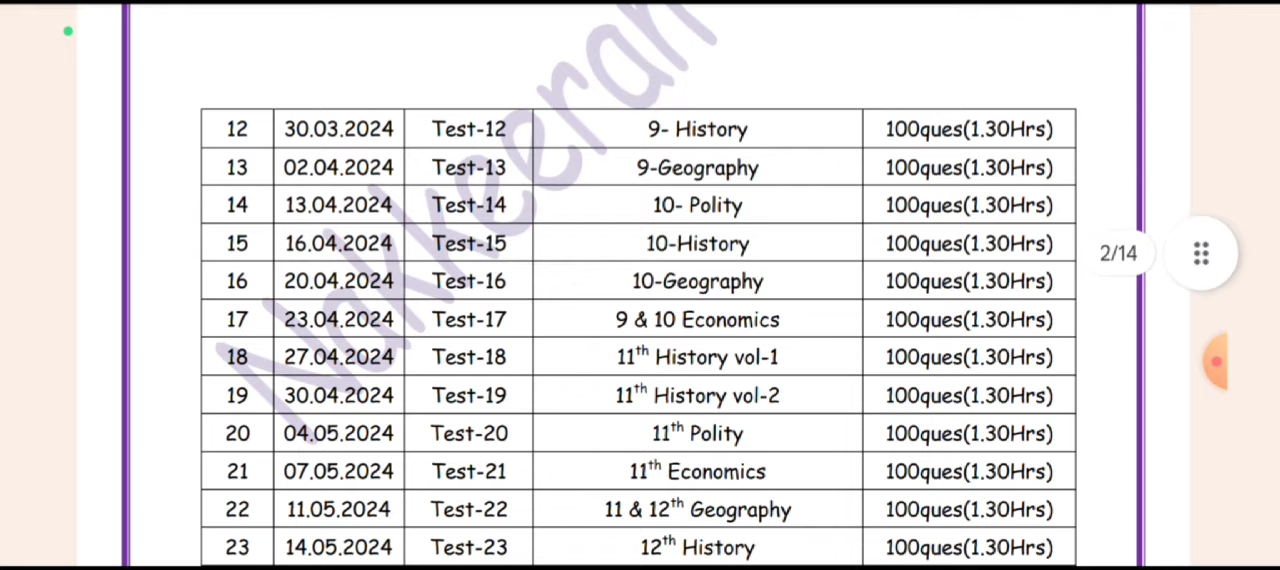 12 30.03.2024 Test-12 9- History 100ques(1.30Hrs)
13 02.04.2024 Test-13 9-Geography 100ques(1.30Hrs)
14 13.04.2024 Test-14 10- Polity 100ques(1.30Hrs)
15 16.04.2024 Test-15 10-History 100ques(1.30Hrs)
16 20.04.2024 Test-16 10-Geography 100ques(1.30Hrs)
17 23.04.2024 Test-17 9 & 10 Economics 100ques(1.30Hrs)
18 27.04.2024 Test-18 11th History vol-1 100ques(1.30Hrs)
19 30.04.2024 Test-19 11th History vol-2 100ques(1.30Hrs)
20 04.05.2024 Test-20 11th Polity 100ques(1.30Hrs)
21 07.05.2024 Test-21 11th Economics 100ques(1.30Hrs)
22 11.05.2024 Test-22 11 & 12th Geography 100ques(1.30Hrs)
23 14.05.2024 Test-23 12th History 100ques(1.30Hrs)
2/14
Nakkeeran